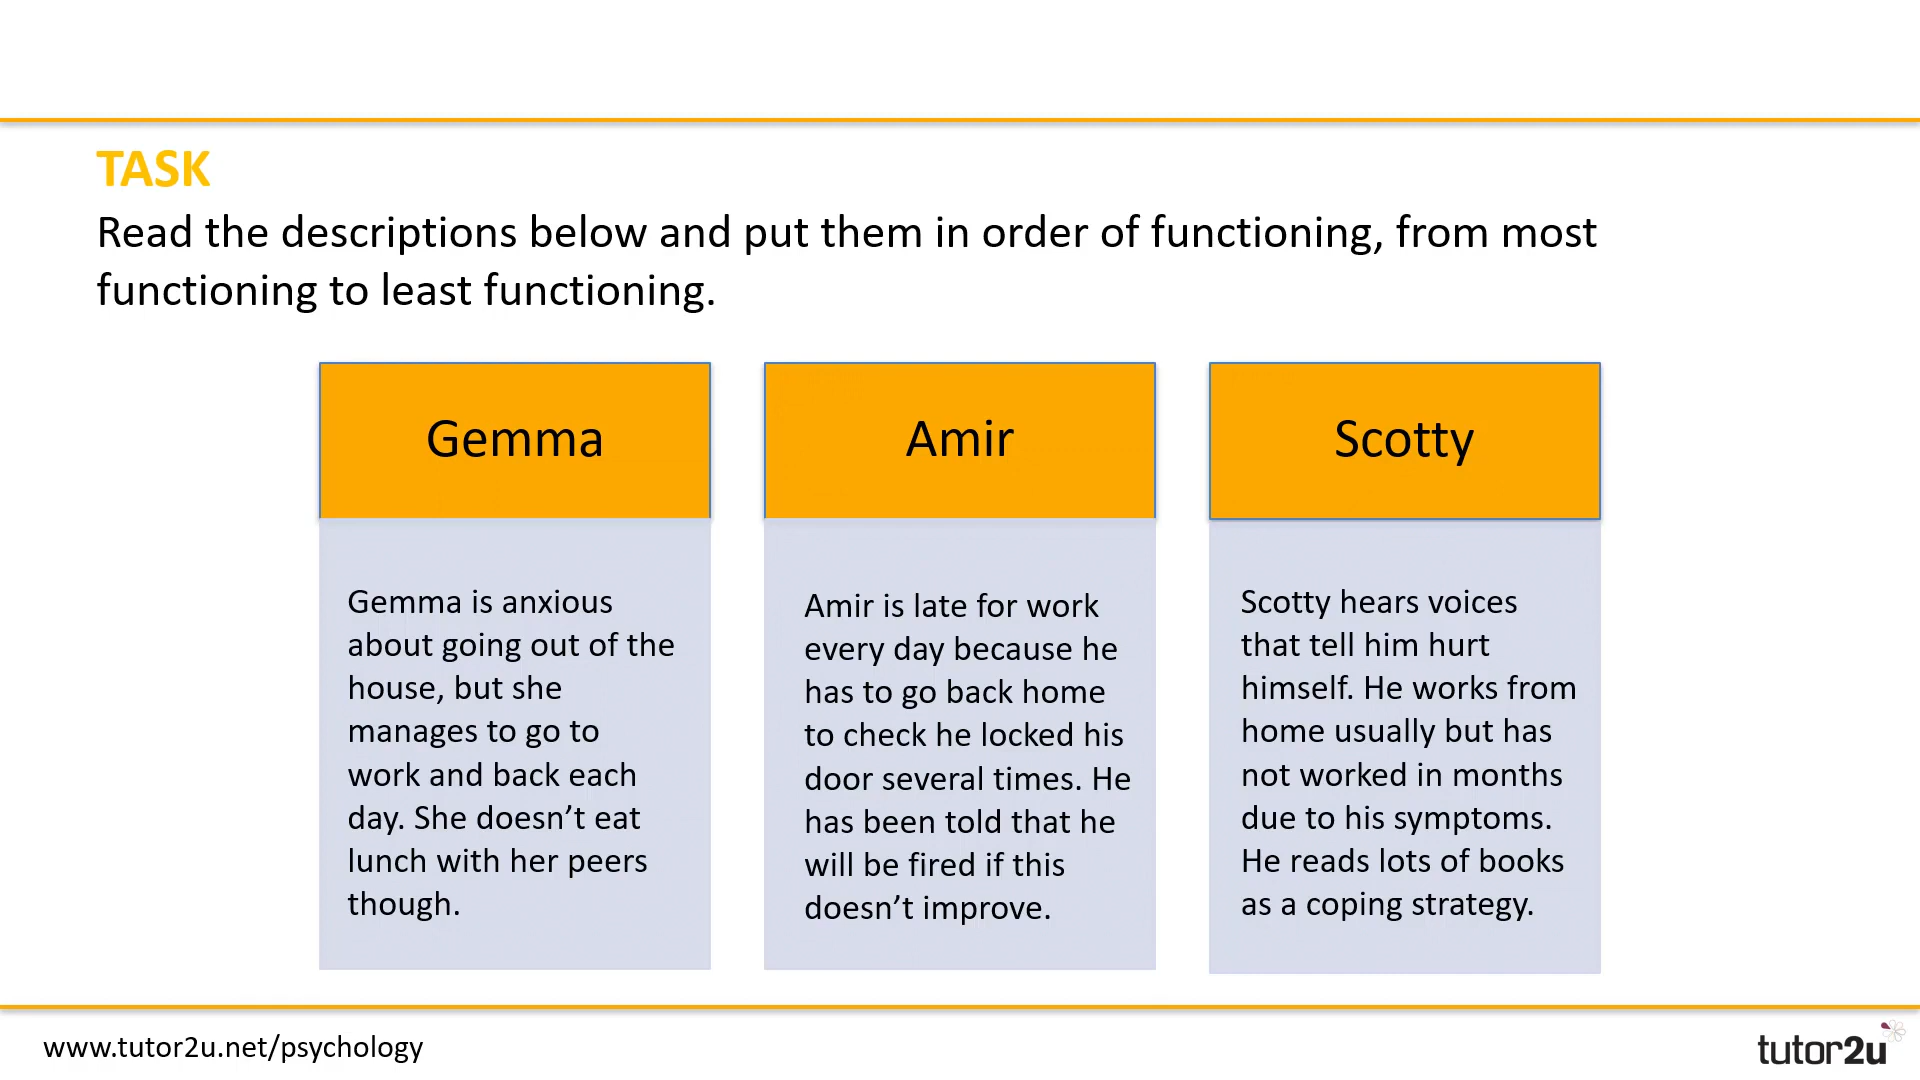 TASK
Read the descriptions below and put them in order of functioning, from most
functioning to least functioning.
Gemma
Gemma is anxious
about going out of the
house, but she
manages to go to
work and back each
day. She doesn’t eat
lunch with her peers
though.
Amir
Amir is late for work
every day because he
has to go back home
to check he locked his
door several times. He
has been told that he
will be fired if this
doesn’t improve.
Scotty
Scotty hears voices
that tell him hurt
himself. He works from
home usually but has
not worked in months
due to his symptoms.
He reads lots of books
as a coping strategy.
www.tutor2u.net/psychology
tutor2u